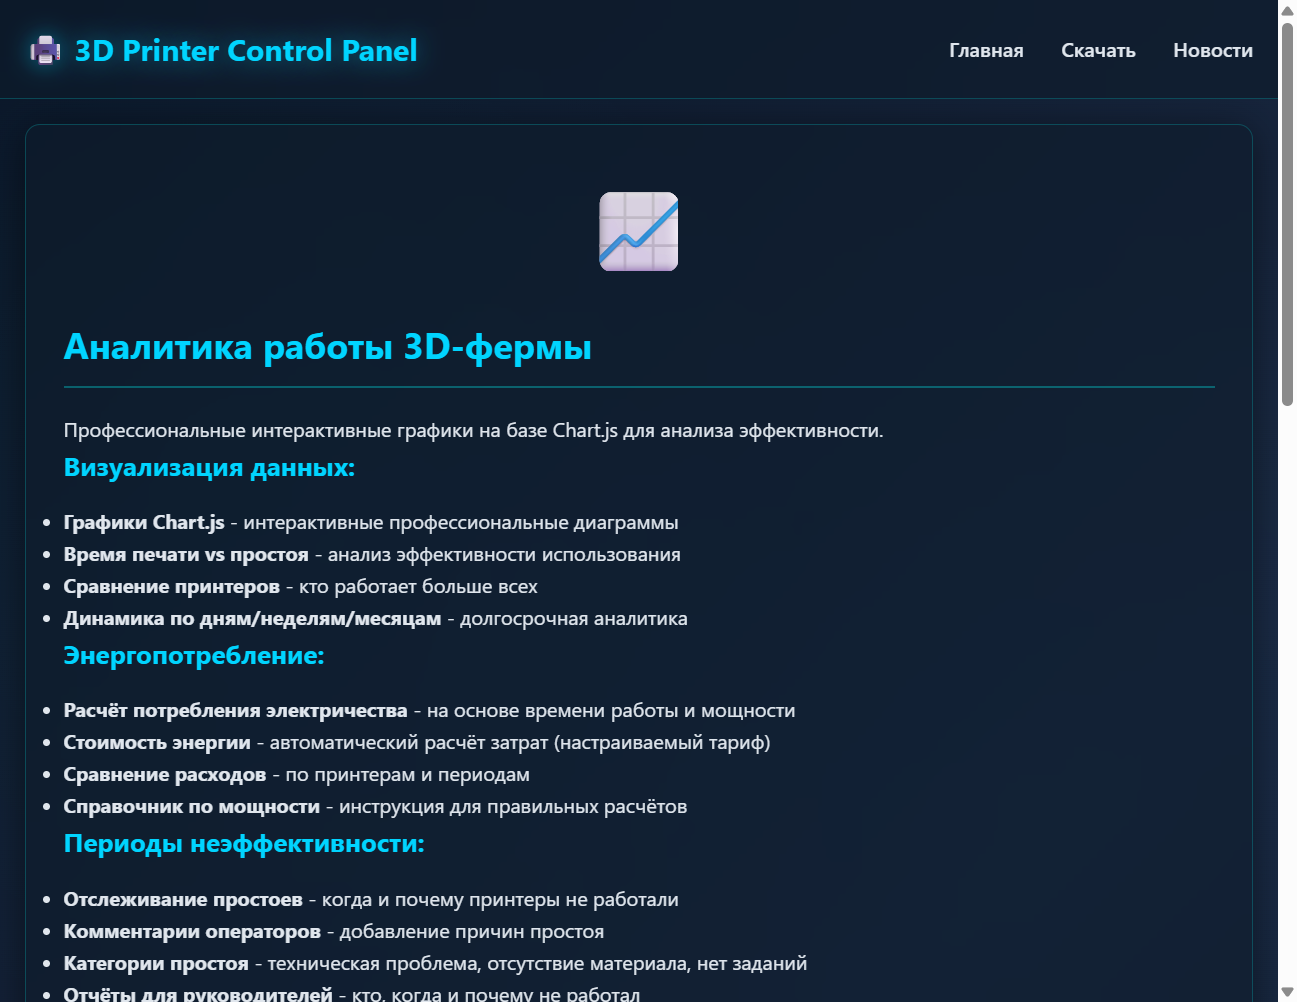 3D Printer Control Panel
Главная Скачать Новости
Аналитика работы 3D-фермы
Профессиональные интерактивные графики на базе Chart.js для анализа эффективности.
Визуализация данных:
Графики Chart.js - интерактивные профессиональные диаграммы
Время печати vs простоя - анализ эффективности использования
Сравнение принтеров - кто работает больше всех
Динамика по дням/неделям/месяцам - долгосрочная аналитика
Энергопотребление:
Расчёт потребления электричества - на основе времени работы и мощности
Стоимость энергии - автоматический расчёт затрат (настраиваемый тариф)
Сравнение расходов - по принтерам и периодам
Справочник по мощности - инструкция для правильных расчётов
Периоды неэффективности:
Отслеживание простоев - когда и почему принтеры не работали
Комментарии операторов - добавление причин простоя
Категории простоя - техническая проблема, отсутствие материала, нет заданий
Отчёты для руководителей - кто, когда и почему не работал